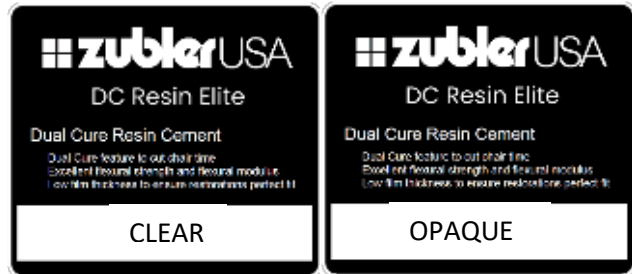 zublerUSA
DC Resin Elite
Dual Cure Resin Cement
Dual Cure feature to cut chair time
Excellent flexural strength and flexural modulus
Low film thickness to ensure restorations perfect fit
CLEAR
zublerUSA
DC Resin Elite
Dual Cure Resin Cement
Dual Cure feature to cut chair time
Excellent flexural strength and flexural modulus
Low film thickness to ensure restorations perfect fit
OPAQUE